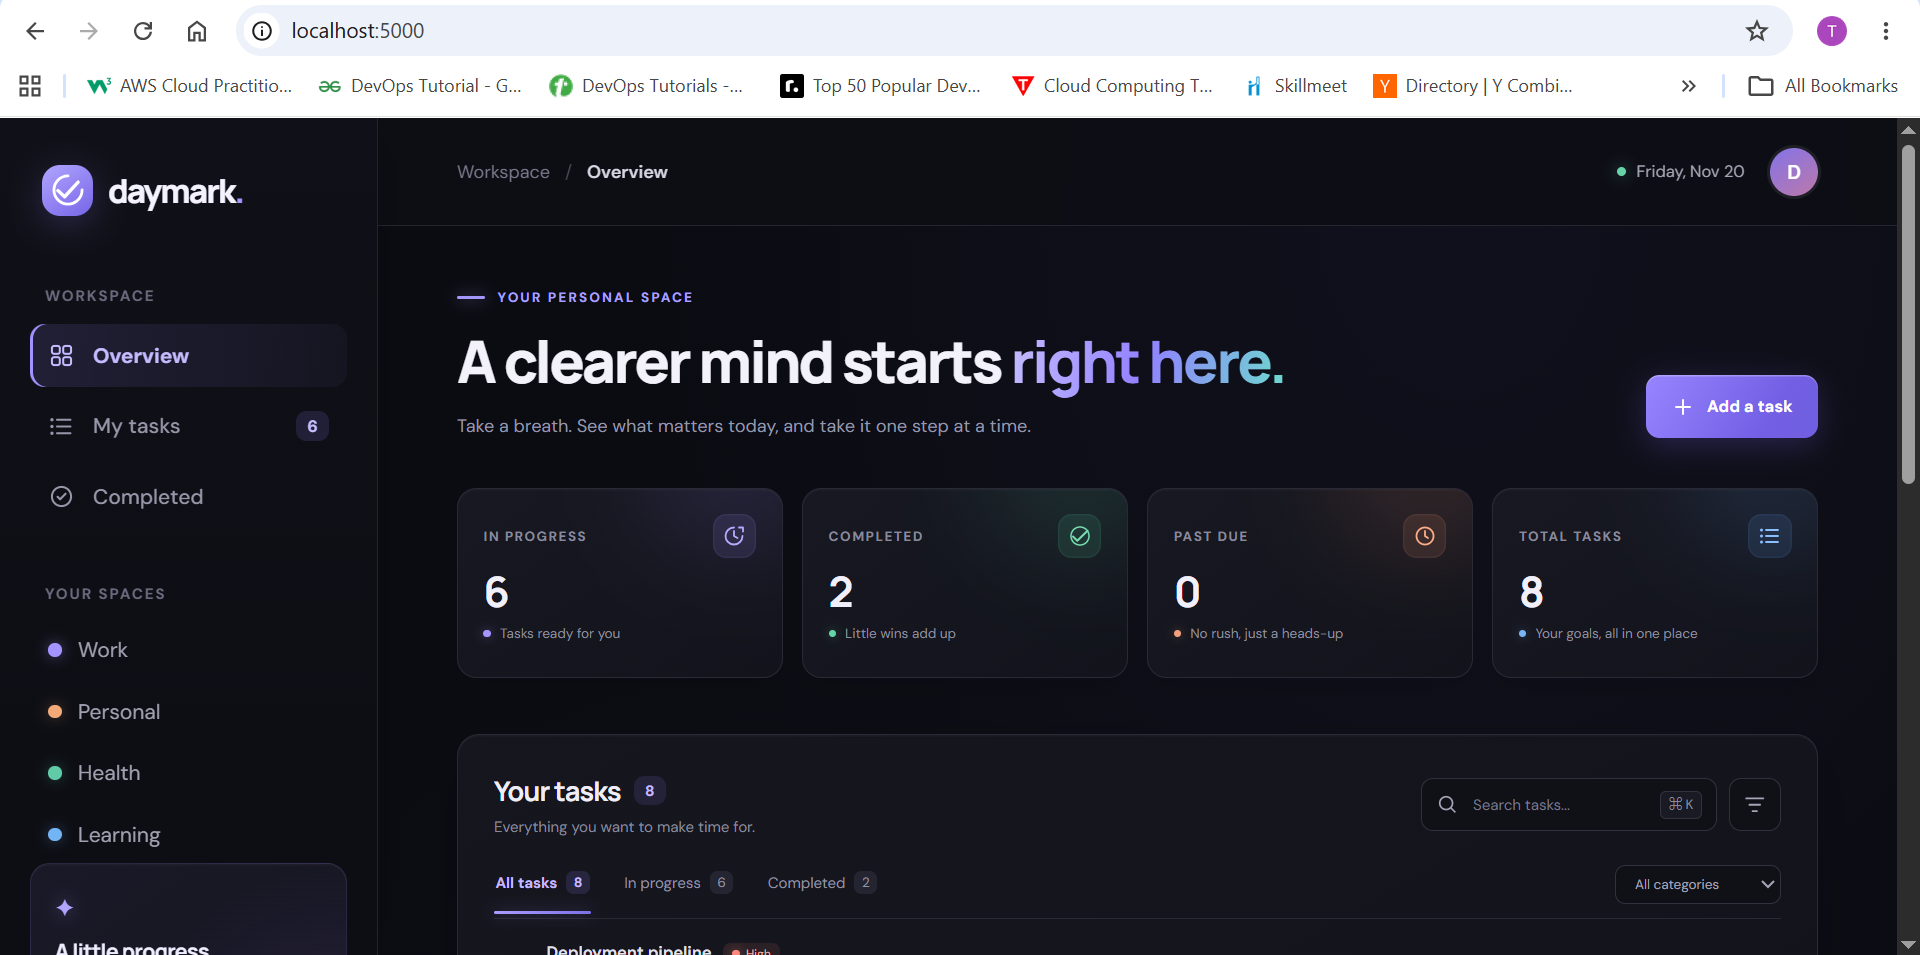 localhost:5000
T
AWS Cloud Practitio...
DevOps Tutorial - G...
DevOps Tutorials -...
Top 50 Popular Dev...
Cloud Computing T...
Skillmeet
Directory | Y Combi...
All Bookmarks
daymark.
WORKSPACE
Overview
My tasks 6
Completed
YOUR SPACES
Work
Personal
Health
Learning
A little progress
Workspace / Overview
Friday, Nov 20
D
YOUR PERSONAL SPACE
A clearer mind starts right here.
Take a breath. See what matters today, and take it one step at a time.
+ Add a task
IN PROGRESS
6
Tasks ready for you
COMPLETED
2
Little wins add up
PAST DUE
0
No rush, just a heads-up
TOTAL TASKS
8
Your goals, all in one place
Your tasks 8
Everything you want to make time for.
Search tasks... ⌘K
All tasks 8
In progress 6
Completed 2
All categories
Deployment pipeline High